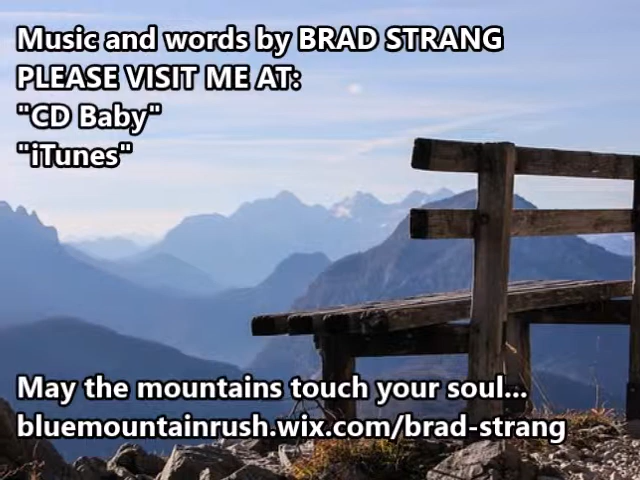 Music and words by BRAD STRANG
PLEASE VISIT ME AT:
"CD Baby"
"iTunes"
May the mountains touch your soul...
bluemountainrush.wix.com/brad-strang